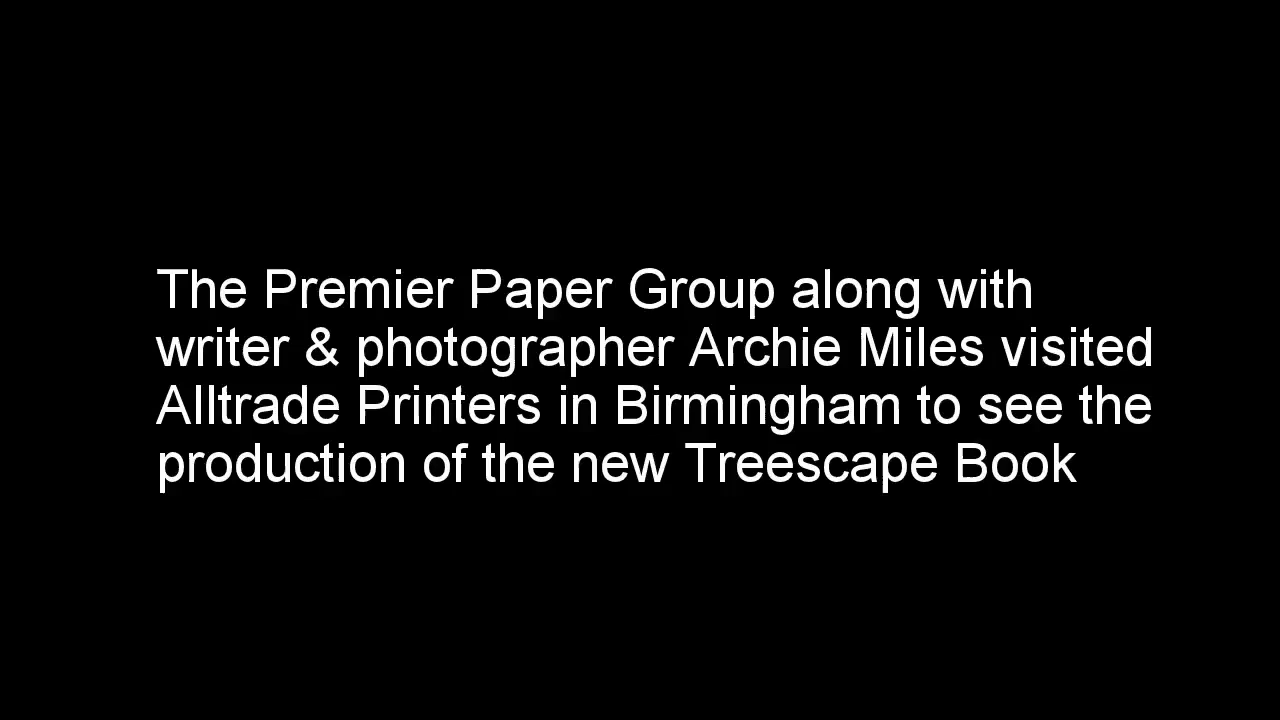 The Premier Paper Group along with
writer & photographer Archie Miles visited
Alltrade Printers in Birmingham to see the
production of the new Treescape Book